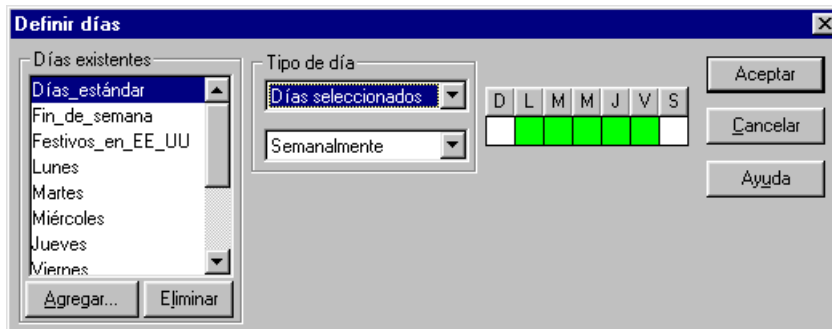 Definir días
Días existentes
Días_estándar
Fin_de_semana
Festivos_en_EE_UU
Lunes
Martes
Miércoles
Jueves
Viernes
Agregar...
Eliminar
Tipo de día
Días seleccionados
Semanalmente
D L M M J V S
Aceptar
Cancelar
Ayuda